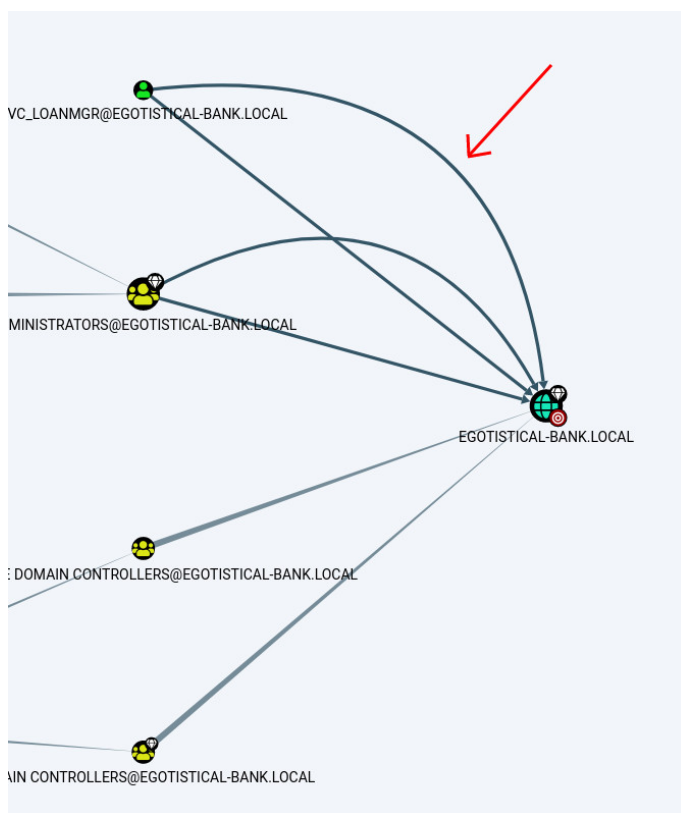 VC_LOANMGR@EGOTISTICAL-BANK.LOCAL
MINISTRATORS@EGOTISTICAL-BANK.LOCAL
EGOTISTICAL-BANK.LOCAL
E DOMAIN CONTROLLERS@EGOTISTICAL-BANK.LOCAL
AIN CONTROLLERS@EGOTISTICAL-BANK.LOCAL